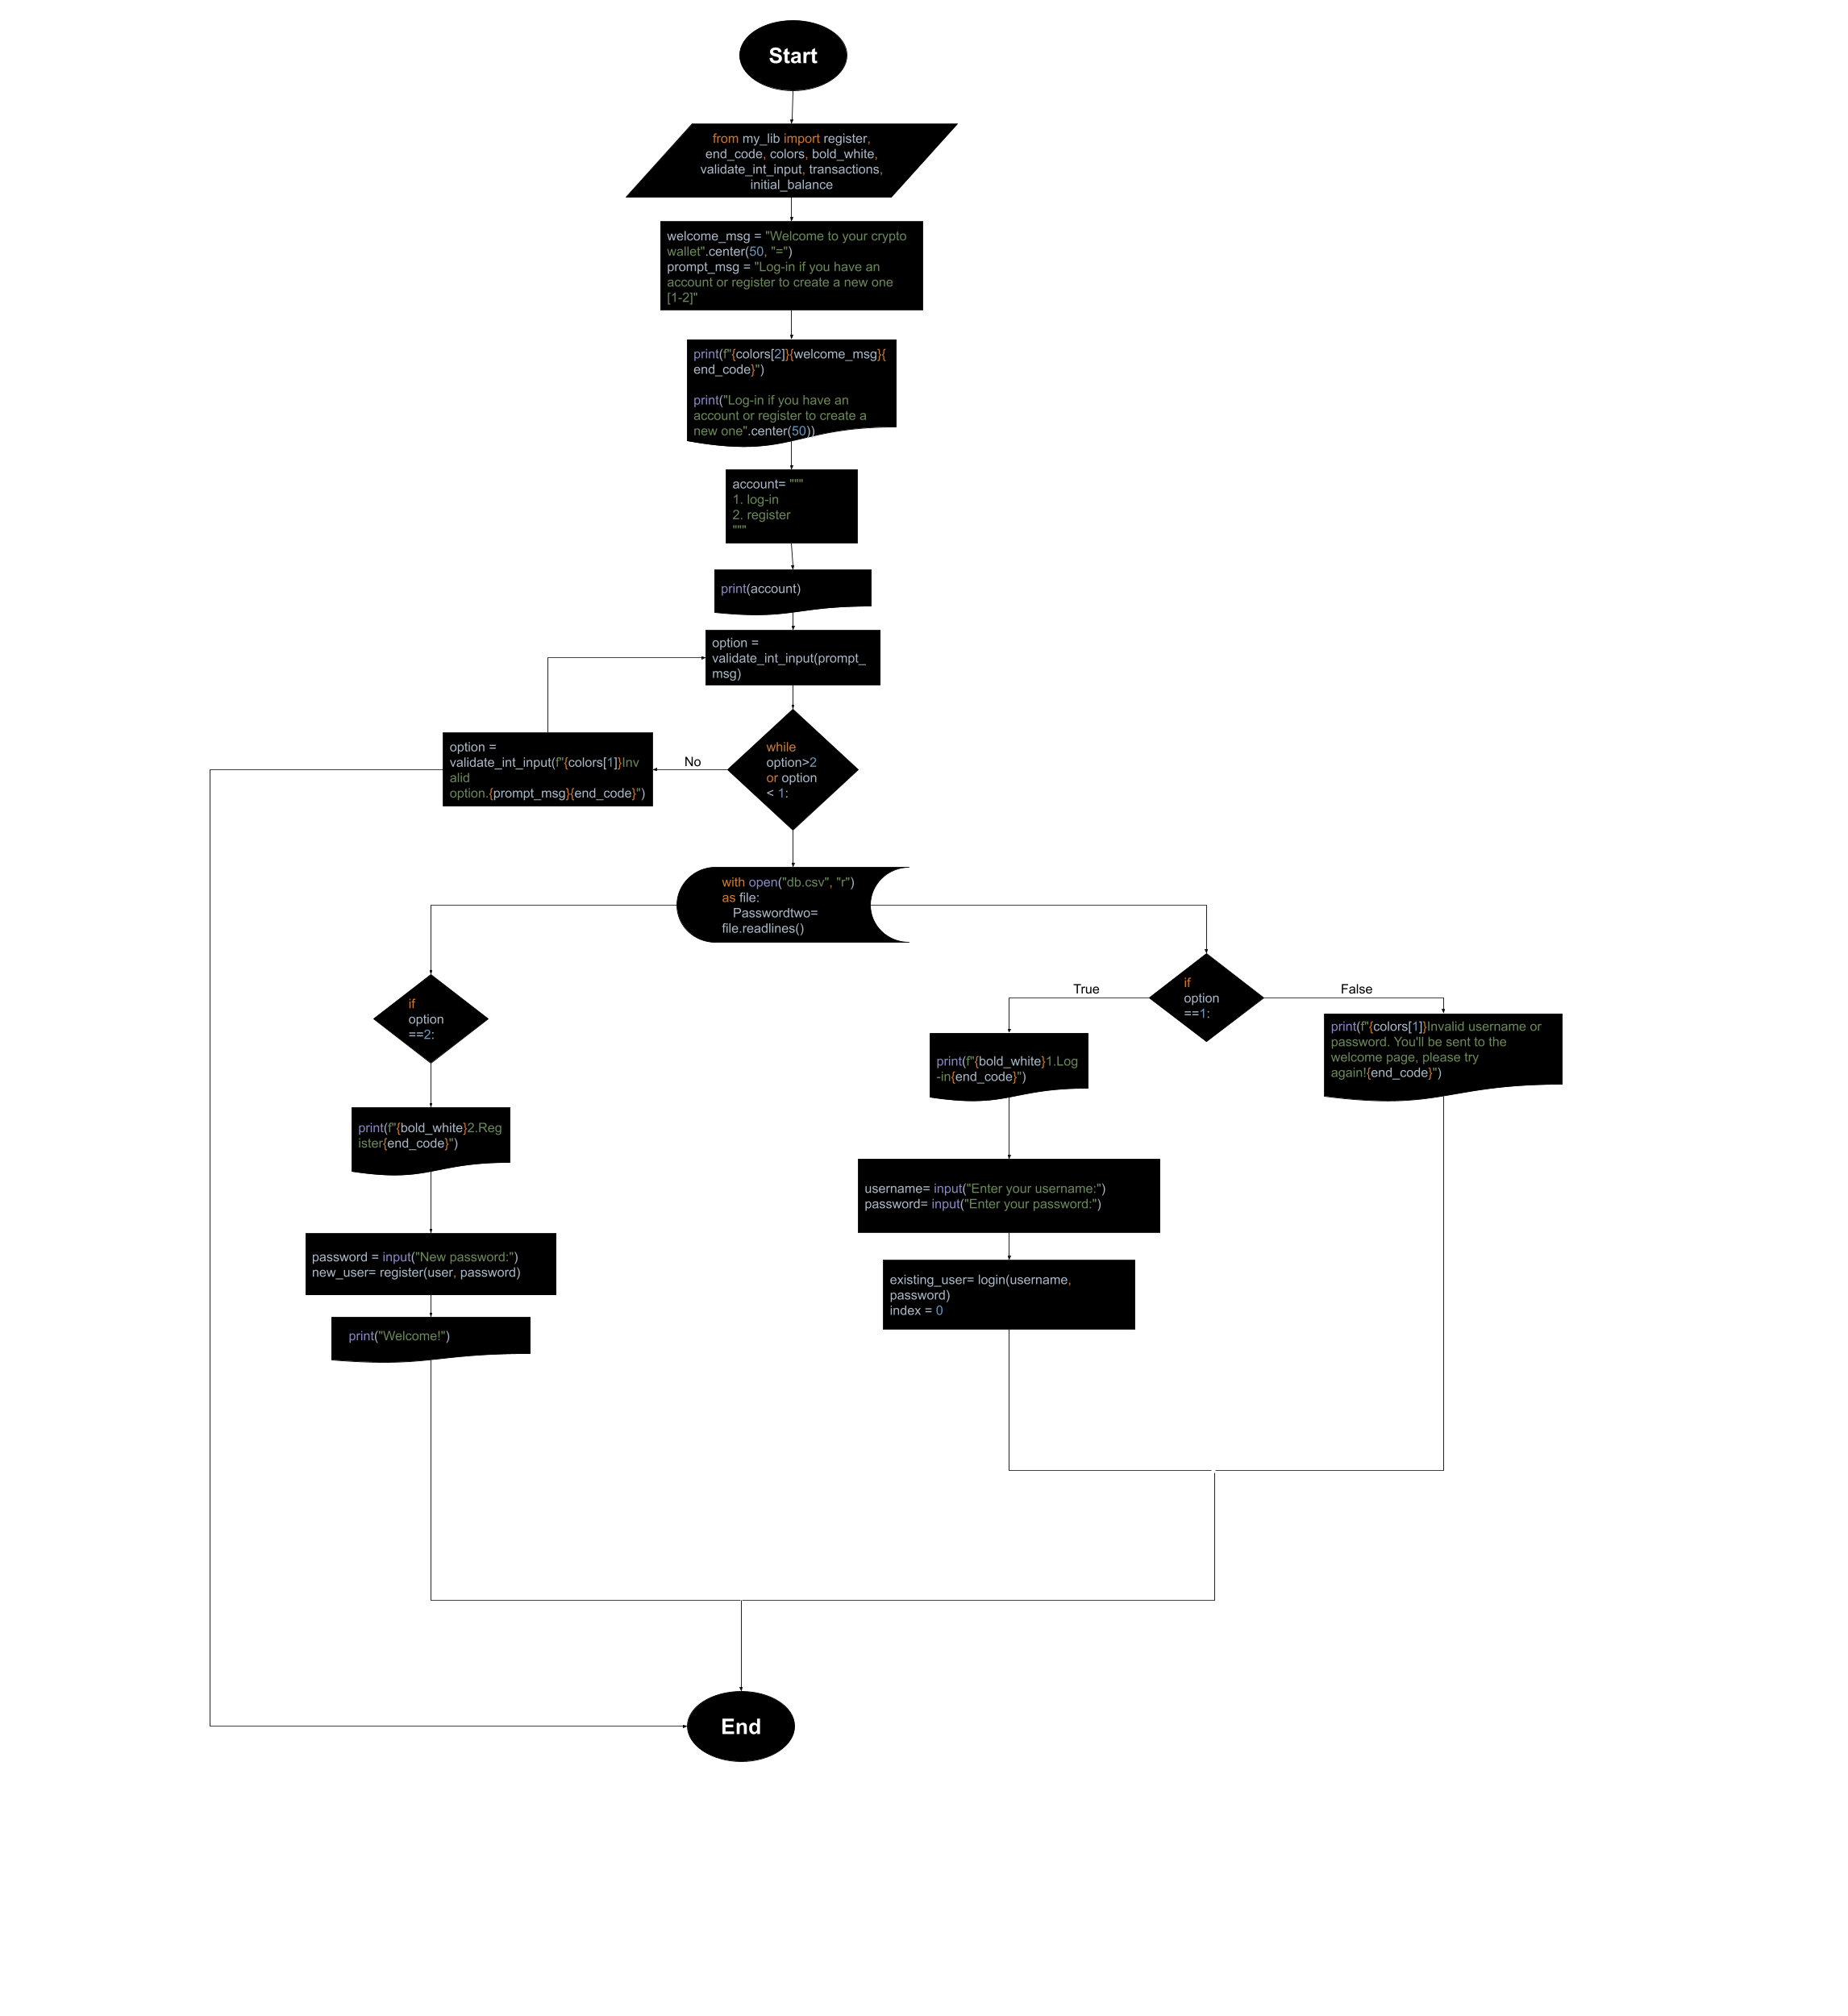 Start
from my_lib import register,
end_code, colors, bold_white,
validate_int_input, transactions,
initial_balance
welcome_msg = "Welcome to your crypto
wallet".center(50, "=")
prompt_msg = "Log-in if you have an
account or register to create a new one
[1-2]"
print(f"{colors[2]}{welcome_msg}{
end_code}")
print("Log-in if you have an
account or register to create a
new one".center(50))
account= """
1. log-in
2. register
"""
print(account)
option =
validate_int_input(prompt_
msg)
option =
validate_int_input(f"{colors[1]}Inv
alid
option.{prompt_msg}{end_code}")
No
while
option>2
or option
< 1:
with open("db.csv", "r")
as file:
Passwordtwo=
file.readlines()
if
option
==2:
print(f"{bold_white}2.Reg
ister{end_code}")
password = input("New password:")
new_user= register(user, password)
print("Welcome!")
if
option
==1:
True
False
print(f"{bold_white}1.Log
-in{end_code}")
print(f"{colors[1]}Invalid username or
password. You'll be sent to the
welcome page, please try
again!{end_code}")
username= input("Enter your username:")
password= input("Enter your password:")
existing_user= login(username,
password)
index = 0
End